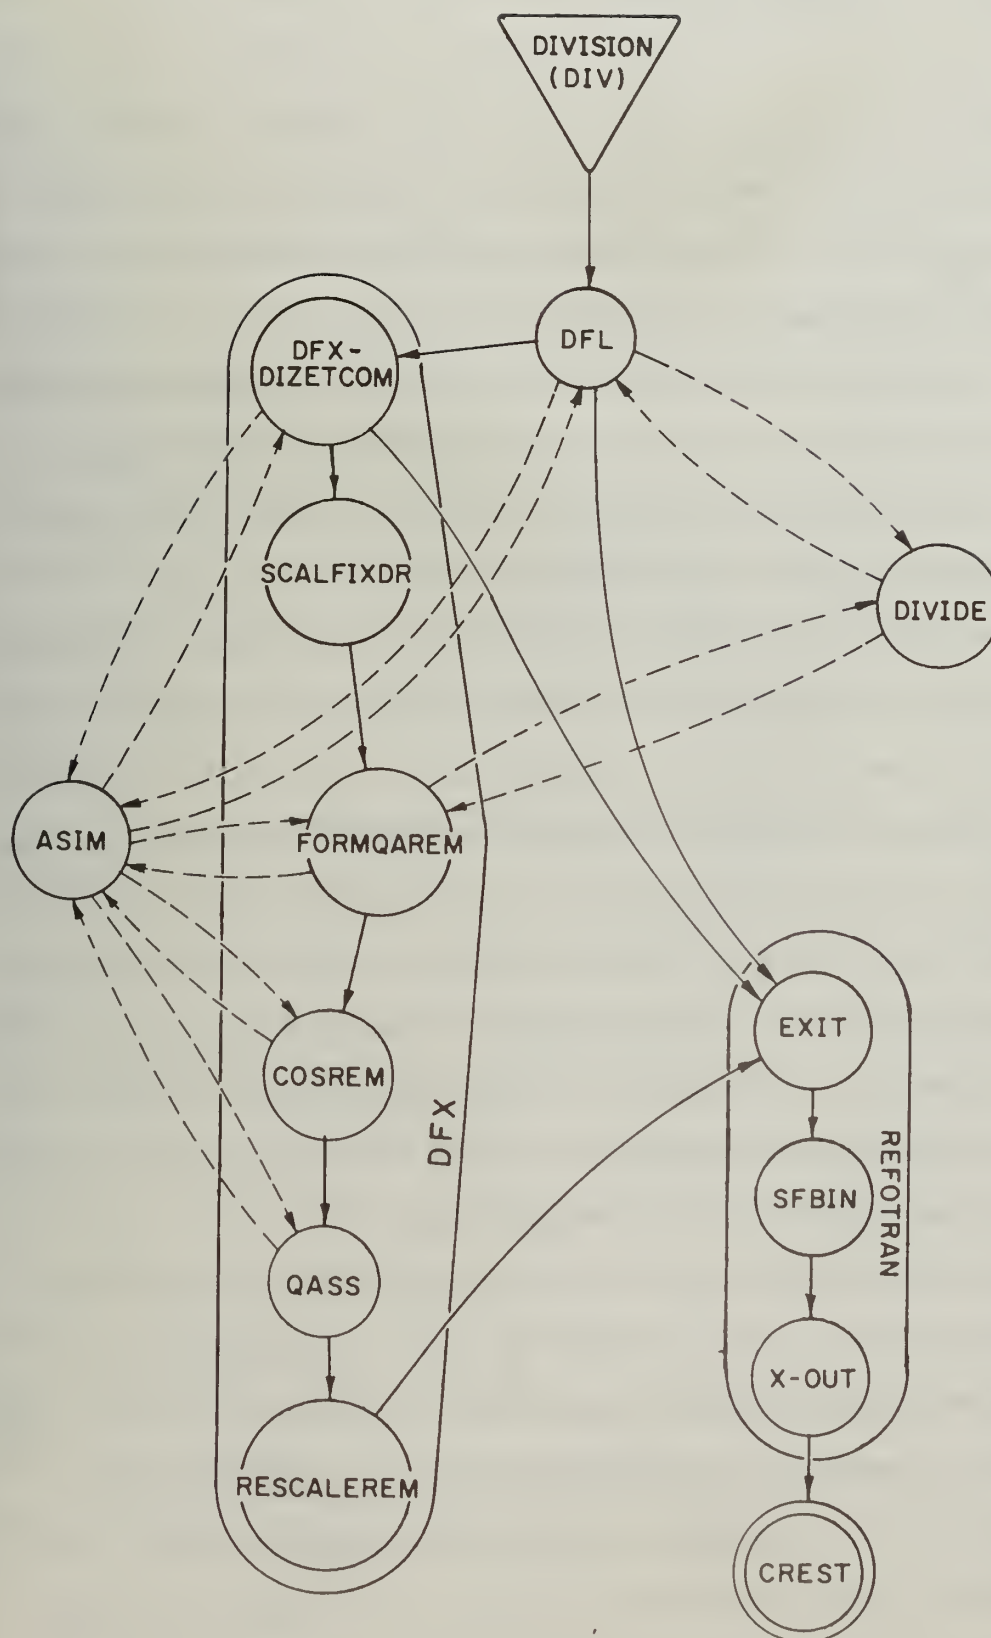 DIVISION
(DIV)
DFL
DFX-
DIZETCOM
SCALFIXDR
DIVIDE
ASIM
FORMQAREM
EXIT
COSREM
DFX
REFOTRAN
SFBIN
QASS
X-OUT
RESCALEREM
CREST